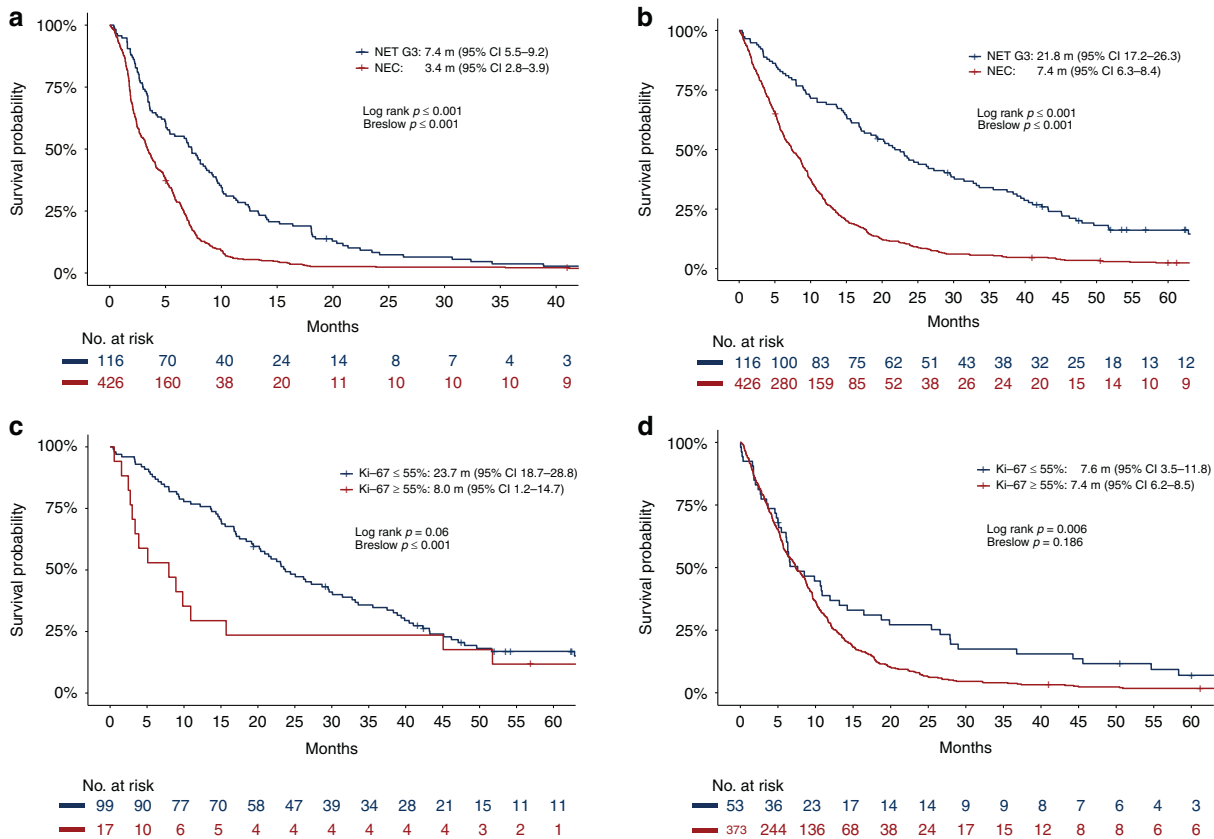 a
100%
75%
50%
25%
0%
Survival probability
NET G3: 7.4 m (95% CI 5.5–9.2)
NEC: 3.4 m (95% CI 2.8–3.9)
Log rank p ≤ 0.001
Breslow p ≤ 0.001
0 5 10 15 20 25 30 35 40
Months
No. at risk
116 70 40 24 14 8 7 4 3
426 160 38 20 11 10 10 10 9
b
100%
75%
50%
25%
0%
Survival probability
NET G3: 21.8 m (95% CI 17.2–26.3)
NEC: 7.4 m (95% CI 6.3–8.4)
Log rank p ≤ 0.001
Breslow p ≤ 0.001
0 5 10 15 20 25 30 35 40 45 50 55 60
Months
No. at risk
116 100 83 75 62 51 43 38 32 25 18 13 12
426 280 159 85 52 38 26 24 20 15 14 10 9
c
100%
75%
50%
25%
0%
Survival probability
Ki–67 ≤ 55%: 23.7 m (95% CI 18.7–28.8)
Ki–67 ≥ 55%: 8.0 m (95% CI 1.2–14.7)
Log rank p = 0.06
Breslow p ≤ 0.001
0 5 10 15 20 25 30 35 40 45 50 55 60
Months
No. at risk
99 90 77 70 58 47 39 34 28 21 15 11 11
17 10 6 5 4 4 4 4 4 4 3 2 1
d
100%
75%
50%
25%
0%
Survival probability
Ki–67 ≤ 55%: 7.6 m (95% CI 3.5–11.8)
Ki–67 ≥ 55%: 7.4 m (95% CI 6.2–8.5)
Log rank p = 0.006
Breslow p = 0.186
0 5 10 15 20 25 30 35 40 45 50 55 60
Months
No. at risk
53 36 23 17 14 14 9 9 8 7 6 4 3
373 244 136 68 38 24 17 15 12 8 8 6 6